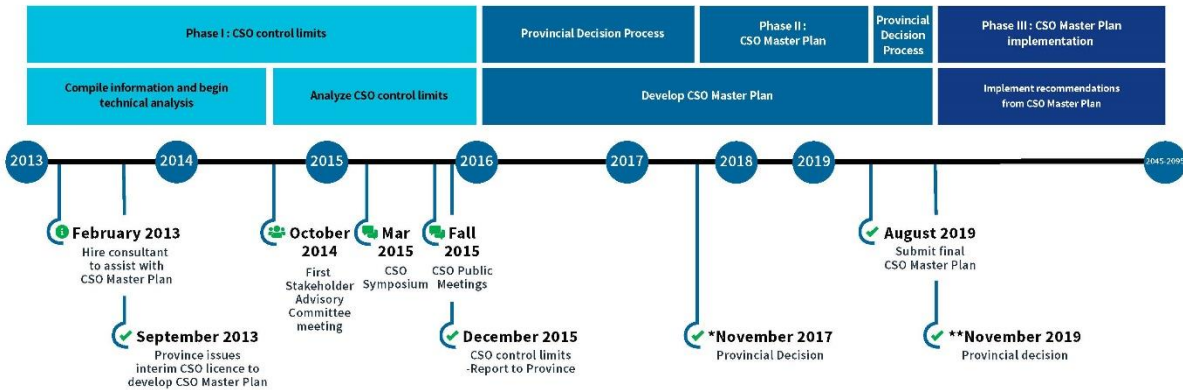 Phase I : CSO control limits
Provincial Decision Process
Phase II :
CSO Master Plan
Provincial
Decision
Process
Phase III : CSO Master Plan
implementation
Compile information and begin
technical analysis
Analyze CSO control limits
Develop CSO Master Plan
Implement recommendations
from CSO Master Plan
2013
2014
2015
2016
2017
2018
2019
2045-2095
February 2013
Hire consultant
to assist with
CSO Master Plan
October
2014
First
Stakeholder
Advisory
Committee
meeting
Mar
2015
CSO
Symposium
Fall
2015
CSO Public
Meetings
August 2019
Submit final
CSO Master Plan
September 2013
Province issues
interim CSO licence to
develop CSO Master Plan
December 2015
CSO control limits
-Report to Province
*November 2017
Provincial Decision
**November 2019
Provincial decision